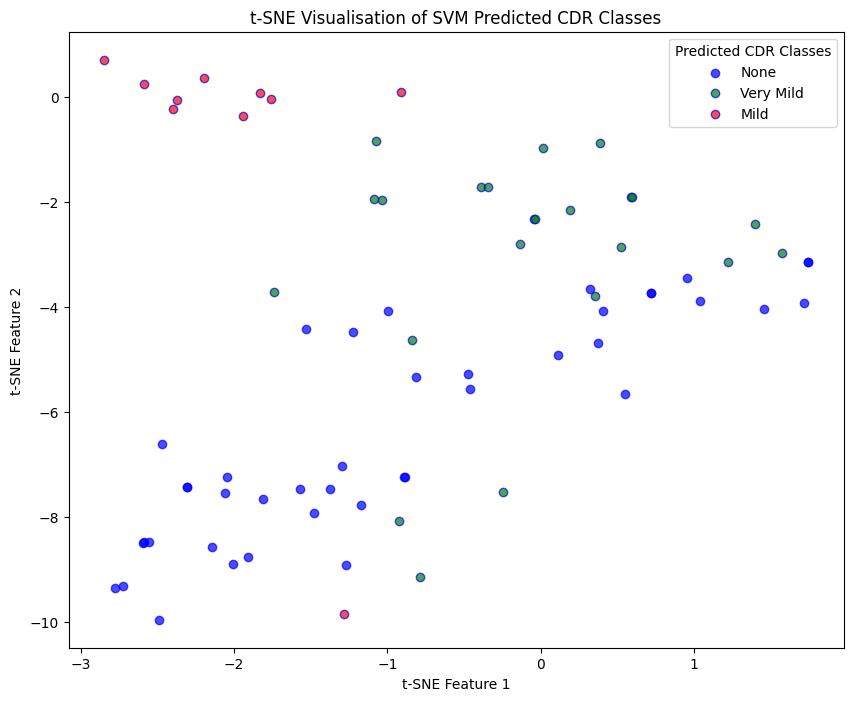 t-SNE Visualisation of SVM Predicted CDR Classes
Predicted CDR Classes
None
Very Mild
Mild
t-SNE Feature 2
0
−2
−4
−6
−8
−10
−3
−2
−1
0
1
t-SNE Feature 1